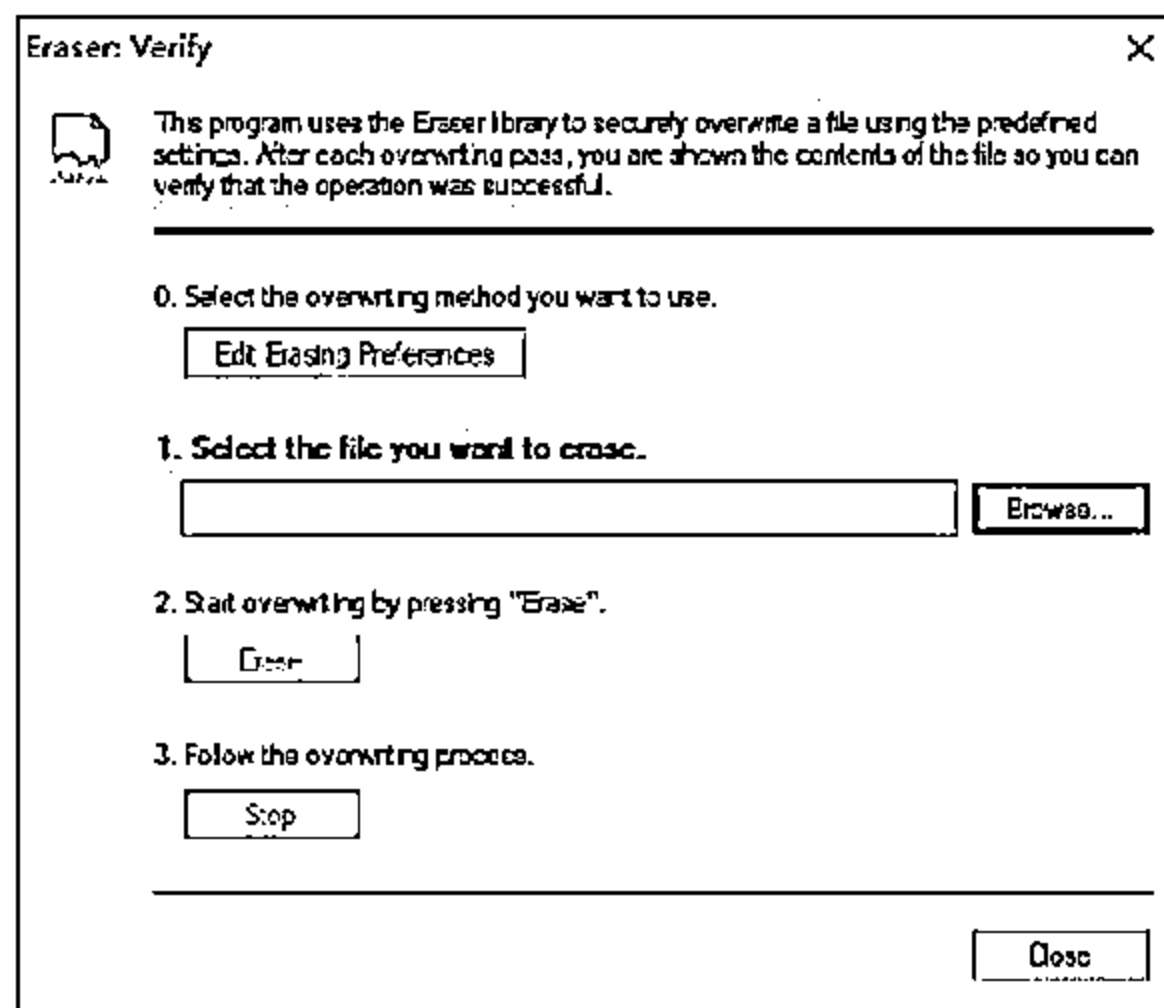 Eraser: Verify
This program uses the Eraser library to securely overwrite a file using the predefined
settings. After each overwriting pass, you are shown the contents of the file so you can
verify that the operation was successful.
0. Select the overwriting method you want to use.
Edit Erasing Preferences
1. Select the file you want to erase.
Browse...
2. Start overwriting by pressing "Erase".
Erase
3. Follow the overwriting process.
Stop
Close